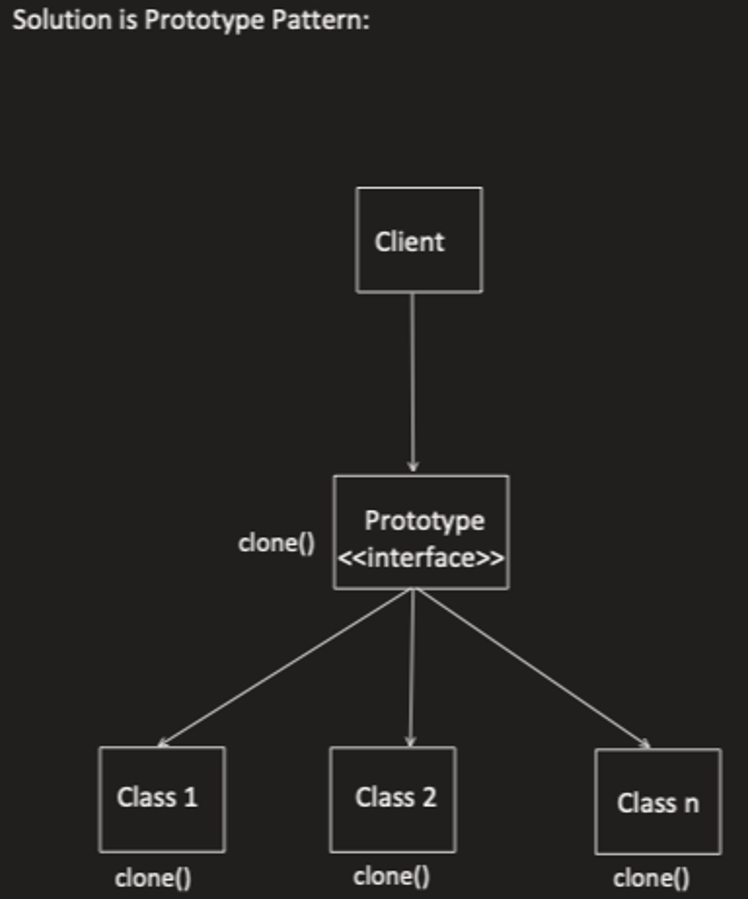 Solution is Prototype Pattern:
Client
clone()
Prototype
<<interface>>
Class 1
Class 2
Class n
clone()
clone()
clone()